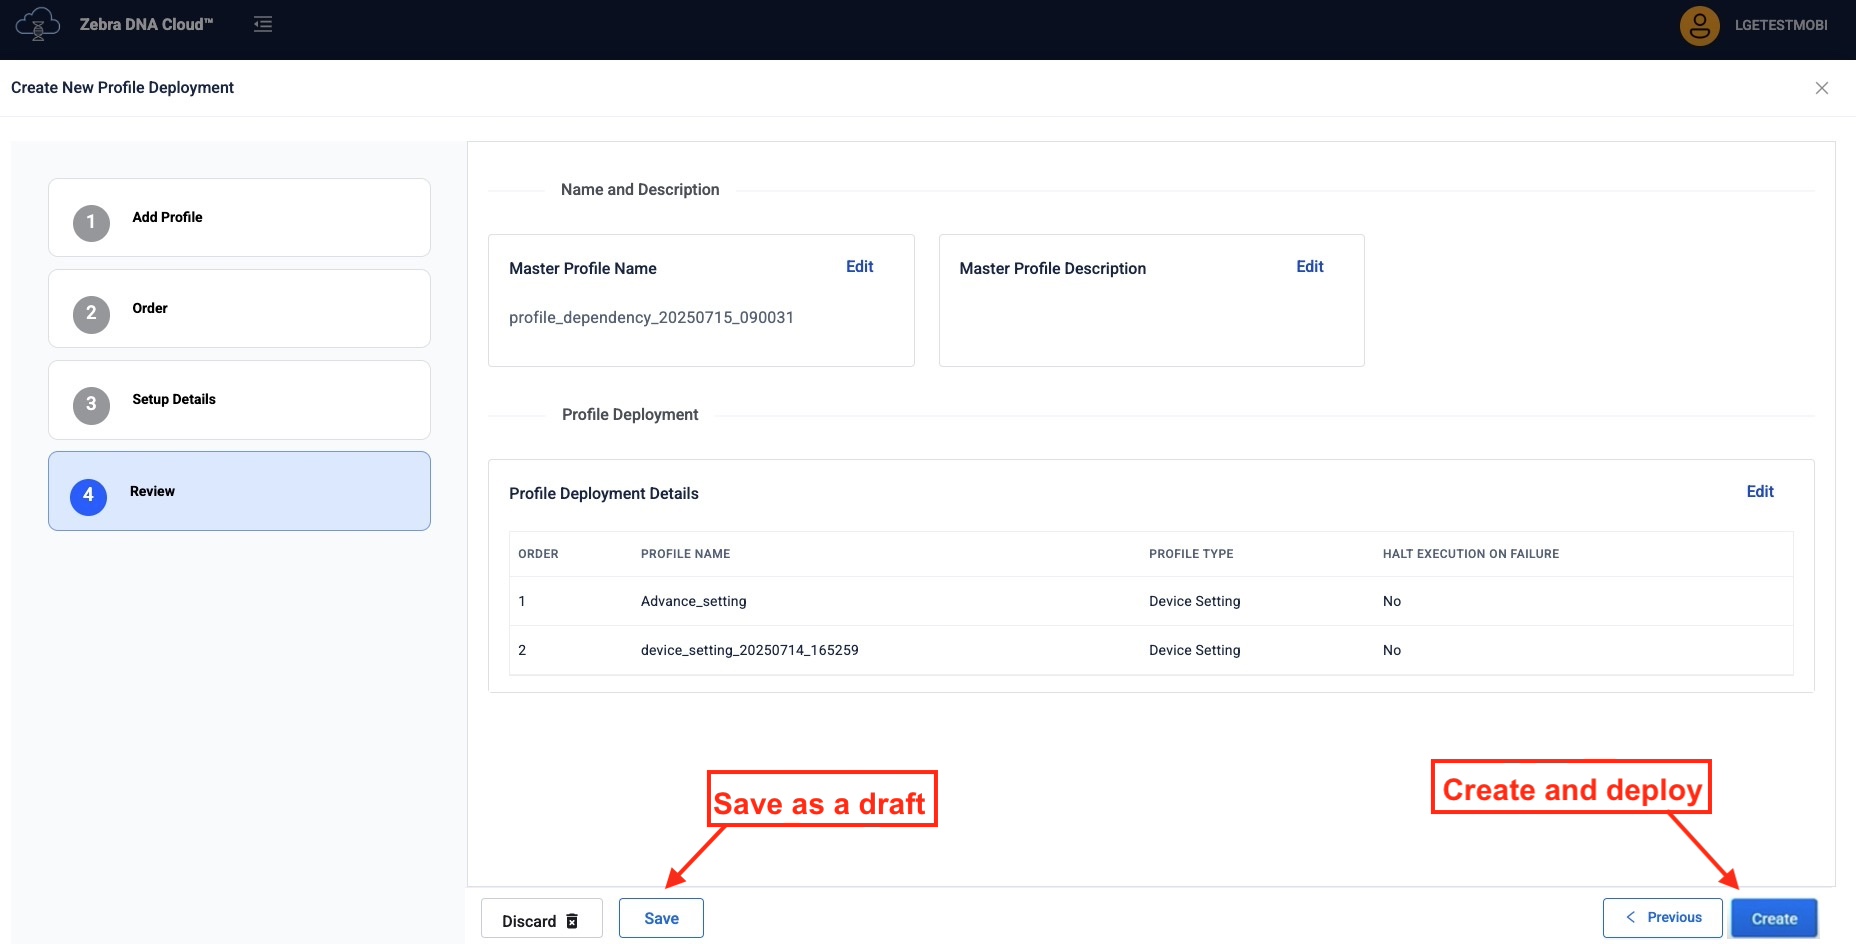 Zebra DNA Cloud™
LGETESTMOBI
Create New Profile Deployment
1 Add Profile
2 Order
3 Setup Details
4 Review
Name and Description
Master Profile Name Edit
profile_dependency_20250715_090031
Master Profile Description Edit
Profile Deployment
Profile Deployment Details Edit
ORDER PROFILE NAME PROFILE TYPE HALT EXECUTION ON FAILURE
1 Advance_setting Device Setting No
2 device_setting_20250714_165259 Device Setting No
Save as a draft
Create and deploy
Discard Save Previous Create